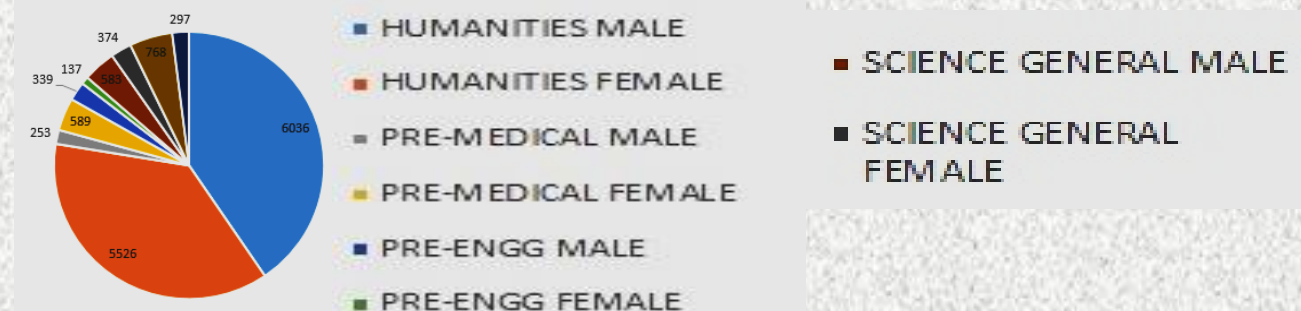 297
374
768
137
583
339
589
253
6036
5526
HUMANITIES MALE
HUMANITIES FEMALE
PRE-MEDICAL MALE
PRE-MEDICAL FEMALE
PRE-ENGG MALE
PRE-ENGG FEMALE
SCIENCE GENERAL MALE
SCIENCE GENERAL
FEMALE